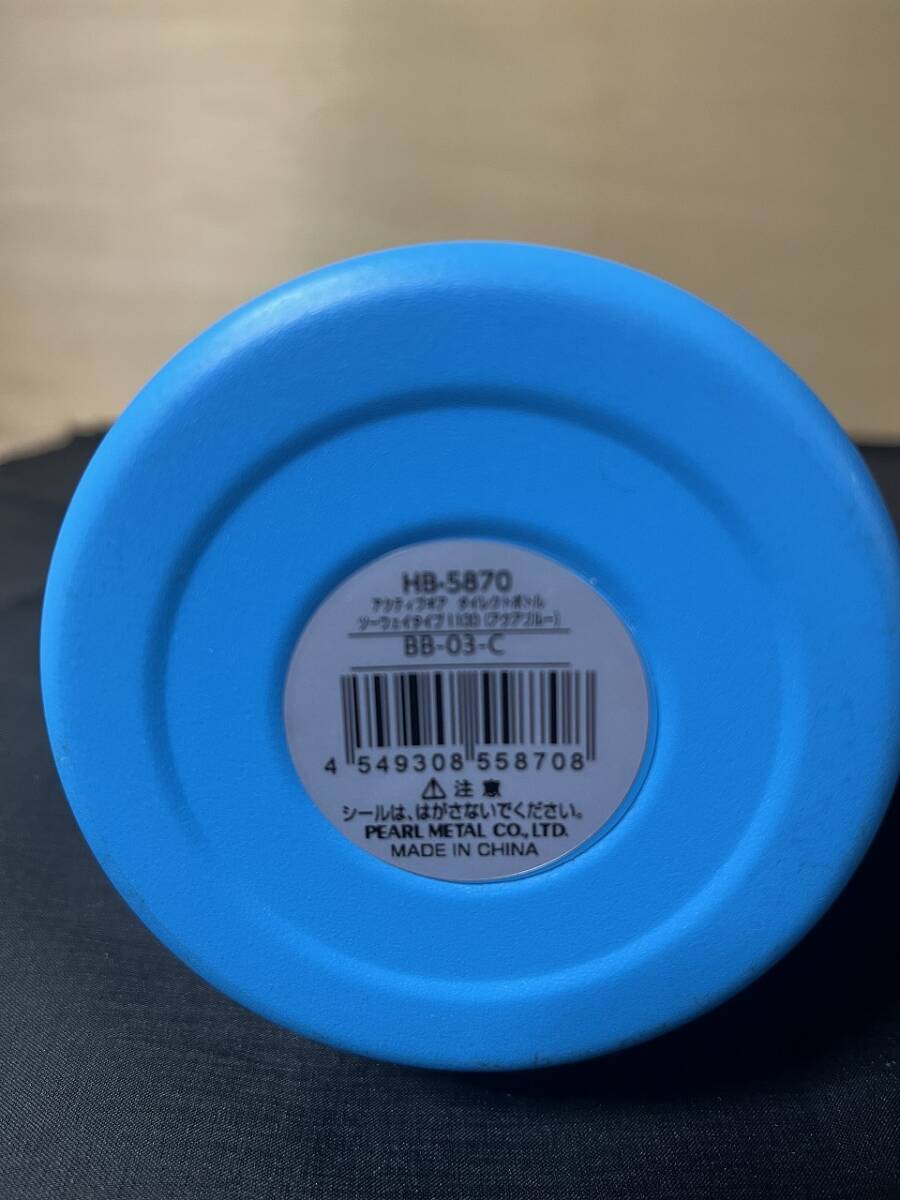 HB-5870
アクティブギア ダイレクトボトル
ツーウェイタイプ1100(アクアブルー)
BB-03-C
4 549308 558708
⚠ 注意
シールは、はがさないでください。
PEARL METAL CO.,LTD.
MADE IN CHINA